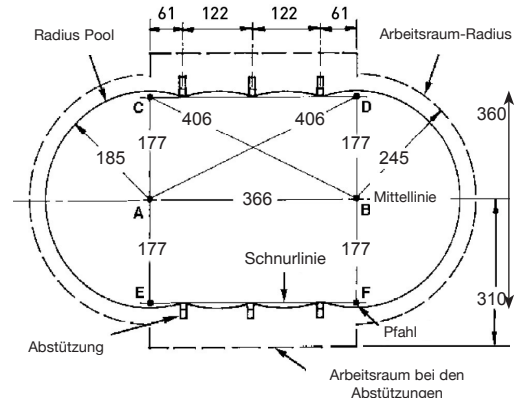 61 122 122 61
Radius Pool
Arbeitsraum-Radius
C D
406 406
360
177 177
185 245
A 366 B Mittellinie
177 177
Schnurlinie
E F
310
Abstützung
Pfahl
Arbeitsraum bei den
Abstützungen